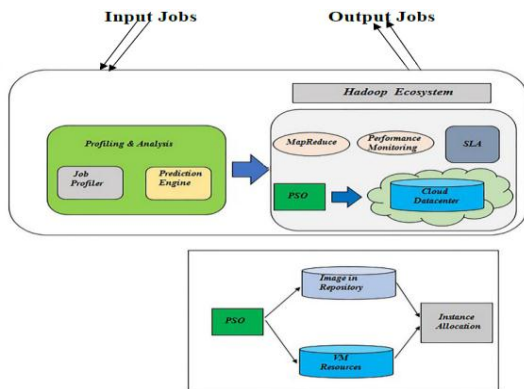 Input Jobs
Output Jobs
Hadoop Ecosystem
Profiling & Analysis
Job
Profiler
Prediction
Engine
MapReduce
Performance
Monitoring
SLA
PSO
Cloud
Datacenter
PSO
Image in
Repository
VM
Resources
Instance
Allocation